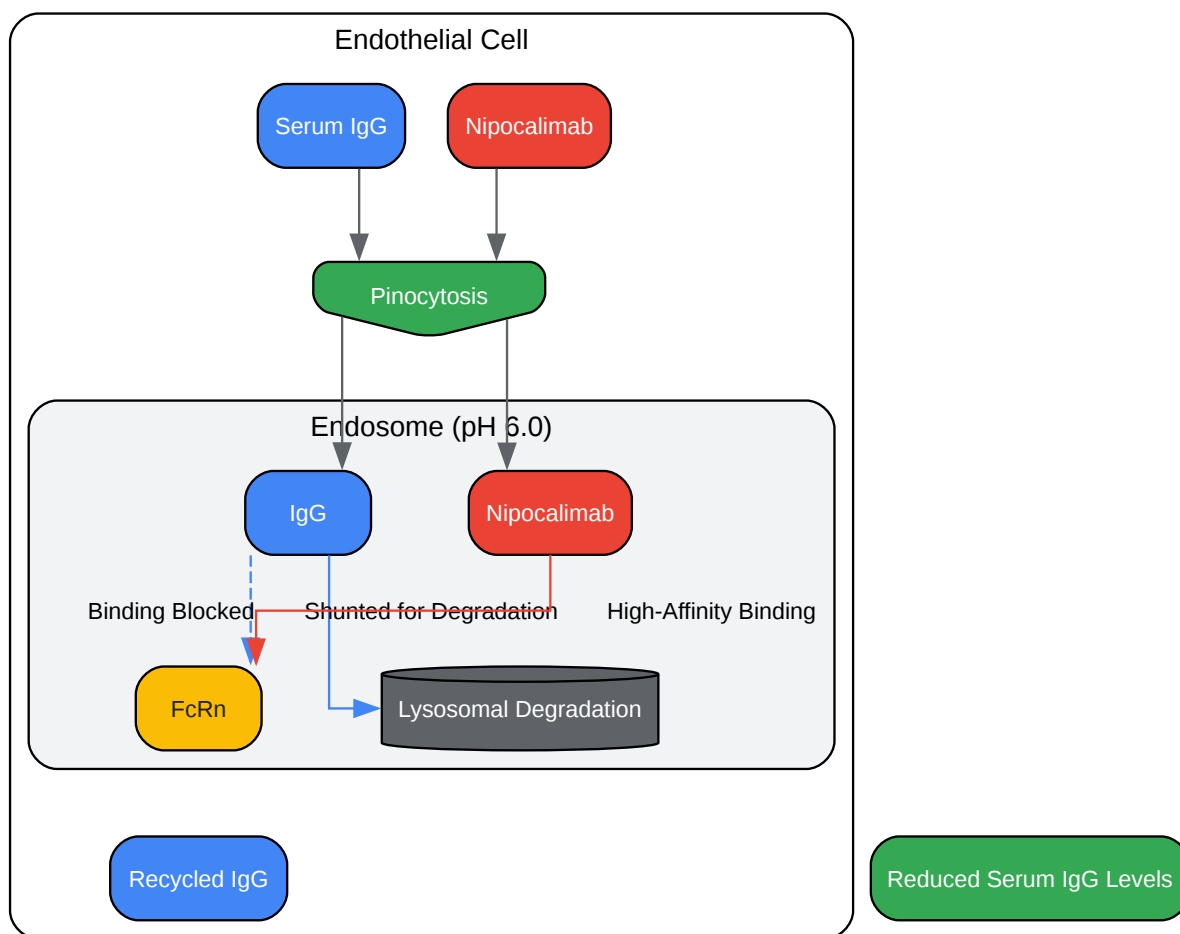 Endothelial Cell
Serum IgG
Nipocalimab
Pinocytosis
Endosome (pH 6.0)
IgG
Nipocalimab
Binding Blocked
Shunted for Degradation
High-Affinity Binding
FcRn
Lysosomal Degradation
Recycled IgG
Reduced Serum IgG Levels